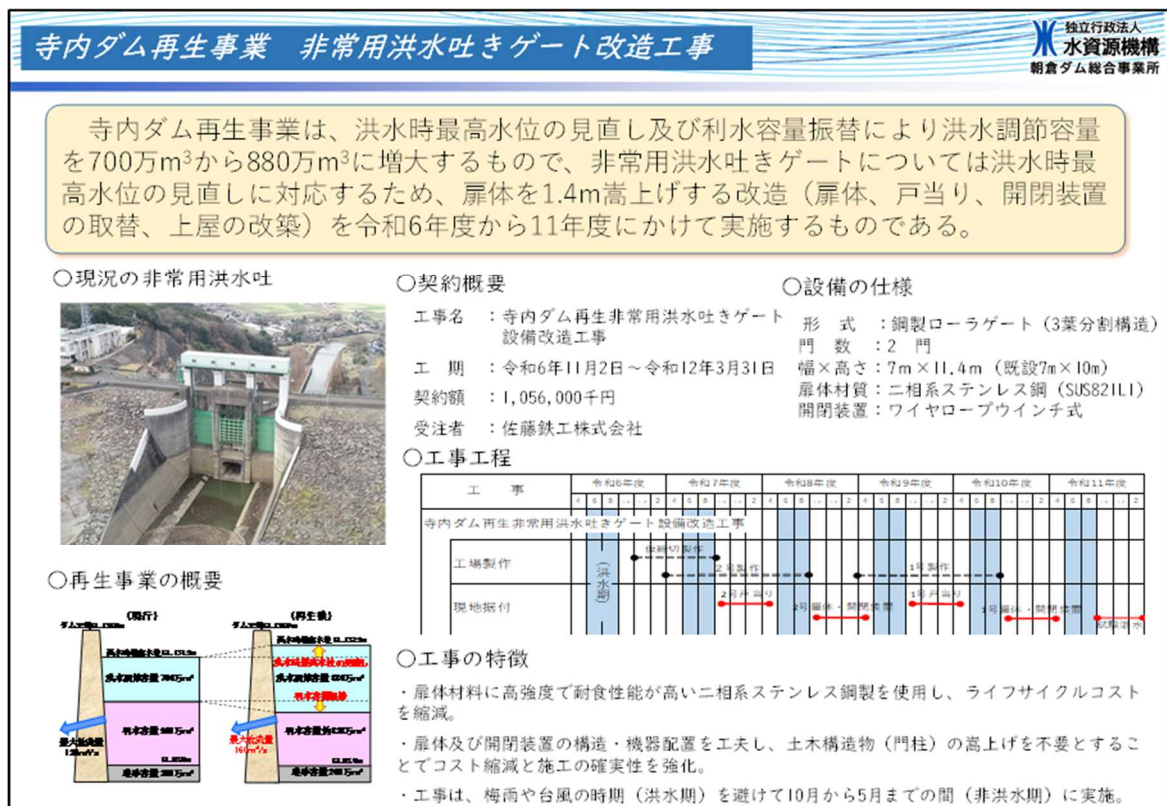 寺内ダム再生事業　非常用洪水吐きゲート改造工事
独立行政法人
水資源機構
朝倉ダム総合事業所
寺内ダム再生事業は、洪水時最高水位の見直し及び利水容量振替により洪水調節容量
を700万m³から880万m³に増大するもので、非常用洪水吐きゲートについては洪水時最
高水位の見直しに対応するため、扉体を1.4m嵩上げする改造（扉体、戸当り、開閉装置
の取替、上屋の改築）を令和6年度から11年度にかけて実施するものである。
○現況の非常用洪水吐
○契約概要
工事名　：寺内ダム再生非常用洪水吐きゲート
設備改造工事
工　期　：令和6年11月2日～令和12年3月31日
契約額　：1,056,000千円
受注者　：佐藤鉄工株式会社
○設備の仕様
形　式　：鋼製ローラゲート（3葉分割構造）
門　数　：2　門
幅×高さ：7m×11.4m（既設7m×10m）
扉体材質：二相系ステンレス鋼（SUS821L1）
開閉装置：ワイヤロープウインチ式
○工事工程
工　事　令和6年度　令和7年度　令和8年度　令和9年度　令和10年度　令和11年度
寺内ダム再生非常用洪水吐きゲート設備改造工事
（洪水期）
工場製作　2号製作　1号製作
現地据付　2号戸当り　2号扉体・開閉装置　1号戸当り　1号扉体・開閉装置
○再生事業の概要
（現行）　（再生後）
洪水調節容量
利水容量
最大放流量
堆砂容量
○工事の特徴
・扉体材料に高強度で耐食性能が高い二相系ステンレス鋼製を使用し、ライフサイクルコスト
を縮減。
・扉体及び開閉装置の構造・機器配置を工夫し、土木構造物（門柱）の嵩上げを不要とするこ
とでコスト縮減と施工の確実性を強化。
・工事は、梅雨や台風の時期（洪水期）を避けて10月から5月までの間（非洪水期）に実施。